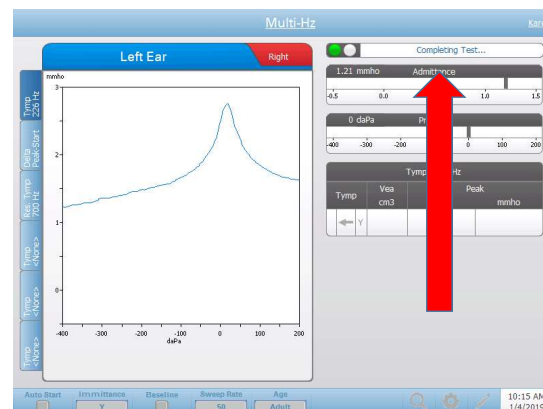 Multi-Hz
Left Ear
Right
Completing Test...
mmho
3
2
1
0
-400 -300 -200 -100 0 100 200
daPa
Tymp
226 Hz
Delta
Peak-Start
Res. Tymp
700 Hz
Tymp
<None>
Tymp
<None>
Tymp
<None>
1.21 mmho Admittance
-0.5 0.0 1.0 1.5
0 daPa
-400 -300 -200 0 100 200
Tymp Vea Peak
cm3 mmho
Y
Auto Start Immittance Baseline Sweep Rate Age
Y 50 Adult
10:15 AM